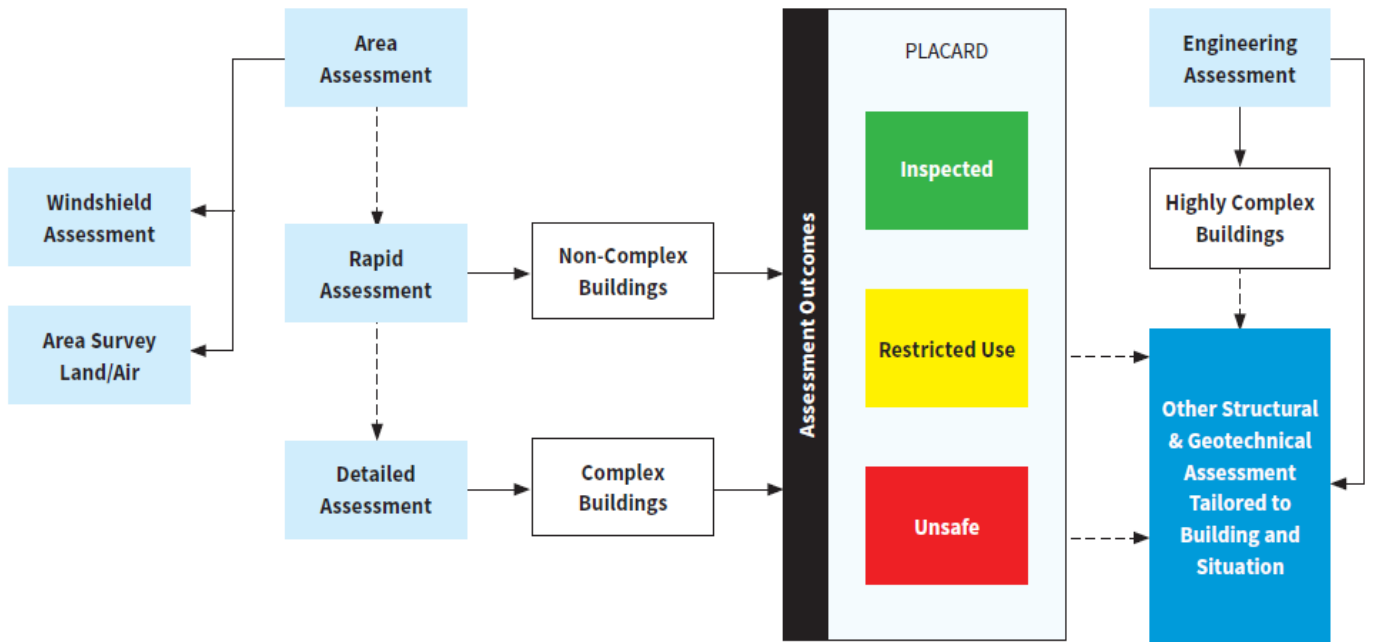 Area
Assessment
Windshield
Assessment
Area Survey
Land/Air
Rapid
Assessment
Detailed
Assessment
Non-Complex
Buildings
Complex
Buildings
Assessment Outcomes
PLACARD
Inspected
Restricted Use
Unsafe
Engineering
Assessment
Highly Complex
Buildings
Other Structural
& Geotechnical
Assessment
Tailored to
Building and
Situation